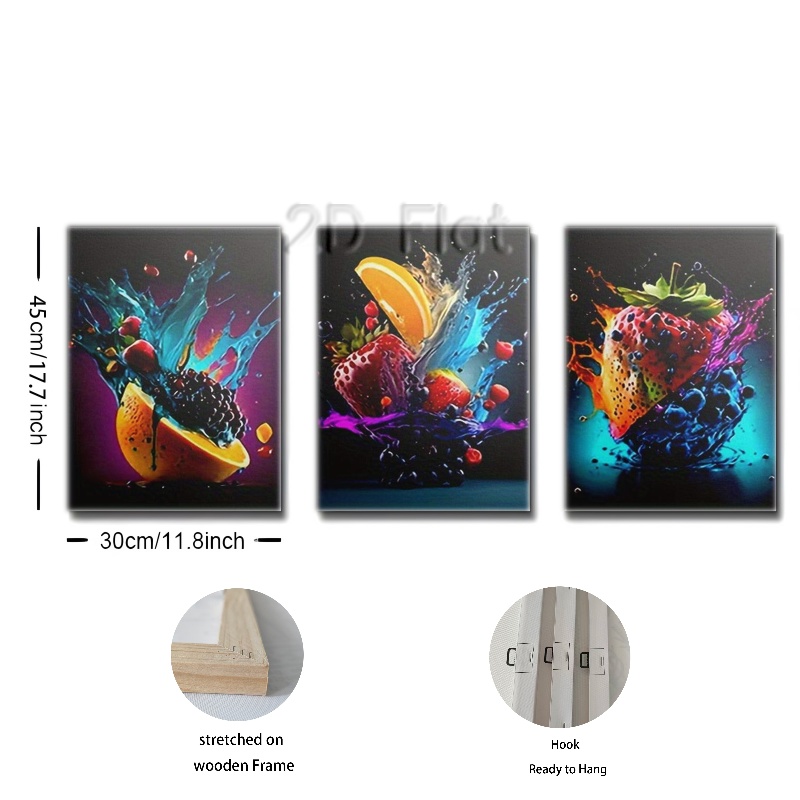 2D Flat
45cm/17.7inch
30cm/11.8inch
stretched on
wooden Frame
Hook
Ready to Hang